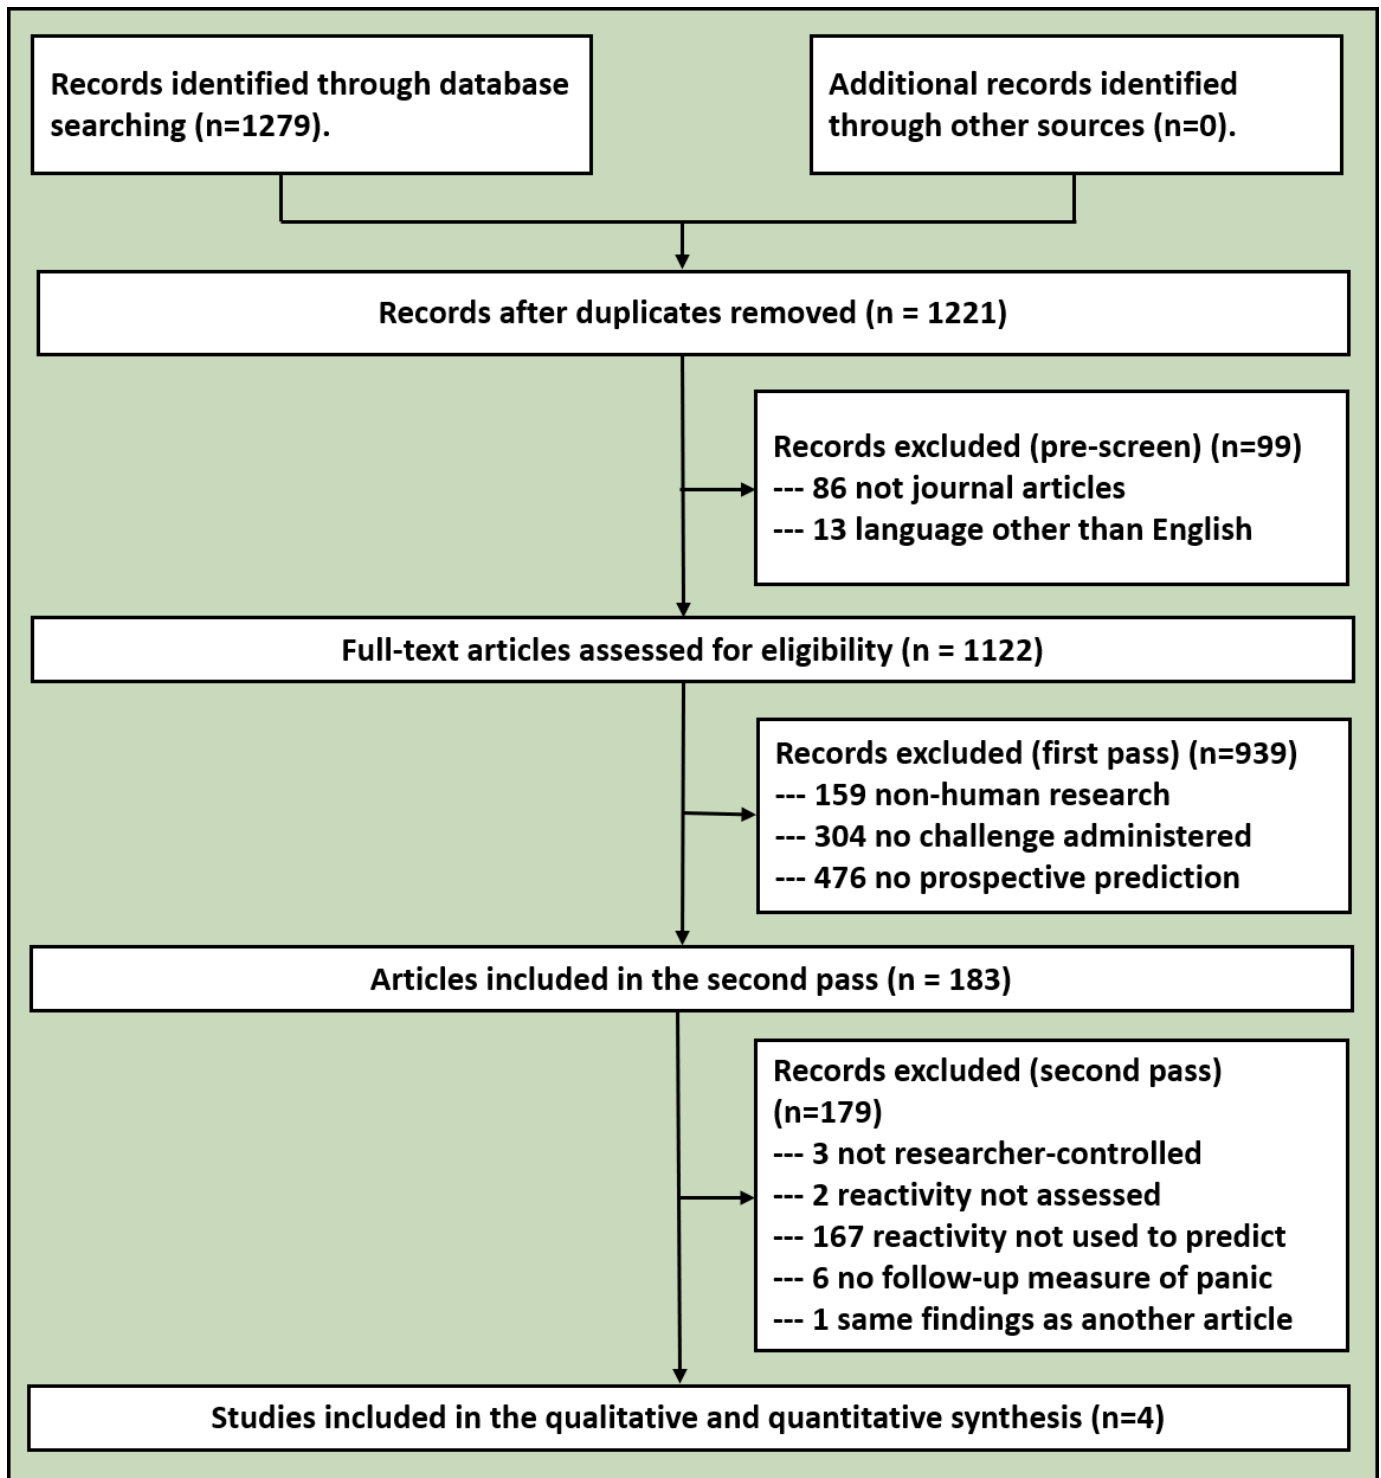 Records identified through database
searching (n=1279).
Additional records identified
through other sources (n=0).
Records after duplicates removed (n = 1221)
Records excluded (pre-screen) (n=99)
--- 86 not journal articles
--- 13 language other than English
Full-text articles assessed for eligibility (n = 1122)
Records excluded (first pass) (n=939)
--- 159 non-human research
--- 304 no challenge administered
--- 476 no prospective prediction
Articles included in the second pass (n = 183)
Records excluded (second pass)
(n=179)
--- 3 not researcher-controlled
--- 2 reactivity not assessed
--- 167 reactivity not used to predict
--- 6 no follow-up measure of panic
--- 1 same findings as another article
Studies included in the qualitative and quantitative synthesis (n=4)